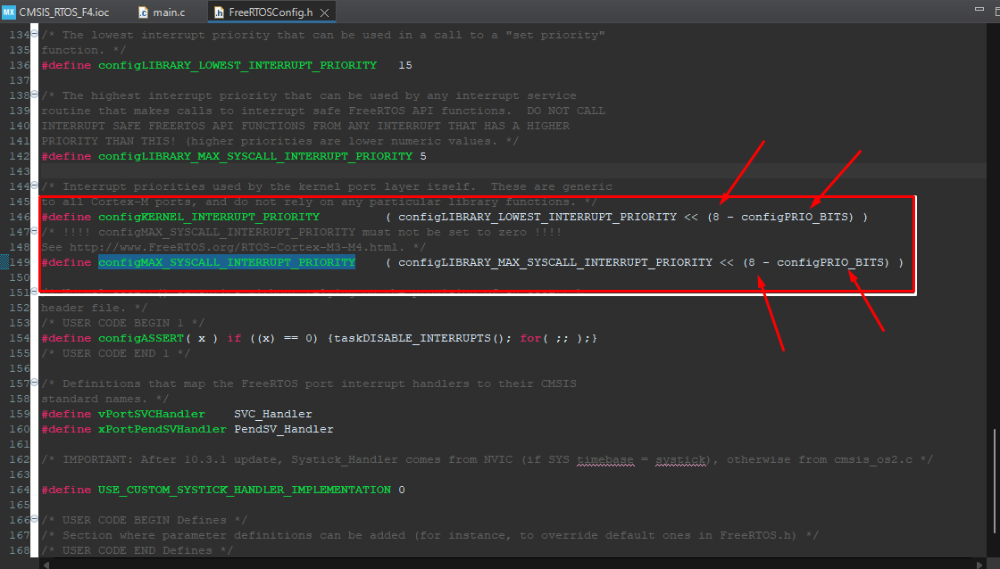 MX CMSIS_RTOS_F4.ioc
.c main.c
.h FreeRTOSConfig.h
134 /* The lowest interrupt priority that can be used in a call to a "set priority"
135 function. */
136 #define configLIBRARY_LOWEST_INTERRUPT_PRIORITY   15
137
138 /* The highest interrupt priority that can be used by any interrupt service
139 routine that makes calls to interrupt safe FreeRTOS API functions.  DO NOT CALL
140 INTERRUPT SAFE FREERTOS API FUNCTIONS FROM ANY INTERRUPT THAT HAS A HIGHER
141 PRIORITY THAN THIS! (higher priorities are lower numeric values. */
142 #define configLIBRARY_MAX_SYSCALL_INTERRUPT_PRIORITY 5
143
144 /* Interrupt priorities used by the kernel port layer itself.  These are generic
145 to all Cortex-M ports, and do not rely on any particular library functions. */
146 #define configKERNEL_INTERRUPT_PRIORITY         ( configLIBRARY_LOWEST_INTERRUPT_PRIORITY << (8 - configPRIO_BITS) )
147 /* !!!! configMAX_SYSCALL_INTERRUPT_PRIORITY must not be set to zero !!!!
148 See http://www.FreeRTOS.org/RTOS-Cortex-M3-M4.html. */
149 #define configMAX_SYSCALL_INTERRUPT_PRIORITY    ( configLIBRARY_MAX_SYSCALL_INTERRUPT_PRIORITY << (8 - configPRIO_BITS) )
150
151
152 header file. */
153 /* USER CODE BEGIN 1 */
154 #define configASSERT( x ) if ((x) == 0) {taskDISABLE_INTERRUPTS(); for( ;; );}
155 /* USER CODE END 1 */
156
157 /* Definitions that map the FreeRTOS port interrupt handlers to their CMSIS
158 standard names. */
159 #define vPortSVCHandler    SVC_Handler
160 #define xPortPendSVHandler PendSV_Handler
161
162 /* IMPORTANT: After 10.3.1 update, Systick_Handler comes from NVIC (if SYS timebase = systick), otherwise from cmsis_os2.c */
163
164 #define USE_CUSTOM_SYSTICK_HANDLER_IMPLEMENTATION 0
165
166 /* USER CODE BEGIN Defines */
167 /* Section where parameter definitions can be added (for instance, to override default ones in FreeRTOS.h) */
168 /* USER CODE END Defines */